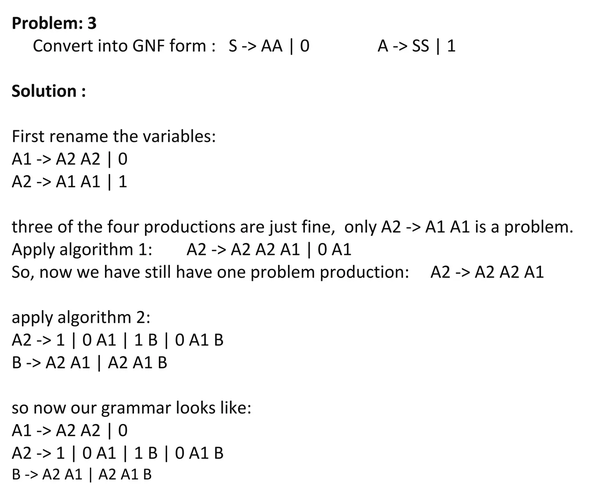 Problem: 3
Convert into GNF form : S -> AA | 0 A -> SS | 1
Solution :
First rename the variables:
A1 -> A2 A2 | 0
A2 -> A1 A1 | 1
three of the four productions are just fine, only A2 -> A1 A1 is a problem.
Apply algorithm 1: A2 -> A2 A2 A1 | 0 A1
So, now we have still have one problem production: A2 -> A2 A2 A1
apply algorithm 2:
A2 -> 1 | 0 A1 | 1 B | 0 A1 B
B -> A2 A1 | A2 A1 B
so now our grammar looks like:
A1 -> A2 A2 | 0
A2 -> 1 | 0 A1 | 1 B | 0 A1 B
B -> A2 A1 | A2 A1 B